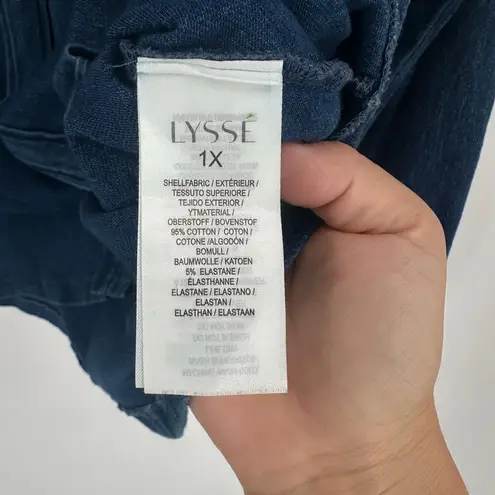 LYSSÉ
1X
SHELLFABRIC / EXTÉRIEUR /
TESSUTO SUPERIORE /
TEJIDO EXTERIOR /
YTMATERIAL /
OBERSTOFF / BOVENSTOF
95% COTTON / COTON /
COTONE /ALGODÓN /
BOMULL /
BAUMWOLLE / KATOEN
5% ELASTANE /
ÉLASTHANNE /
ELASTANE / ELASTANO /
ELASTAN /
ELASTHAN / ELASTAAN